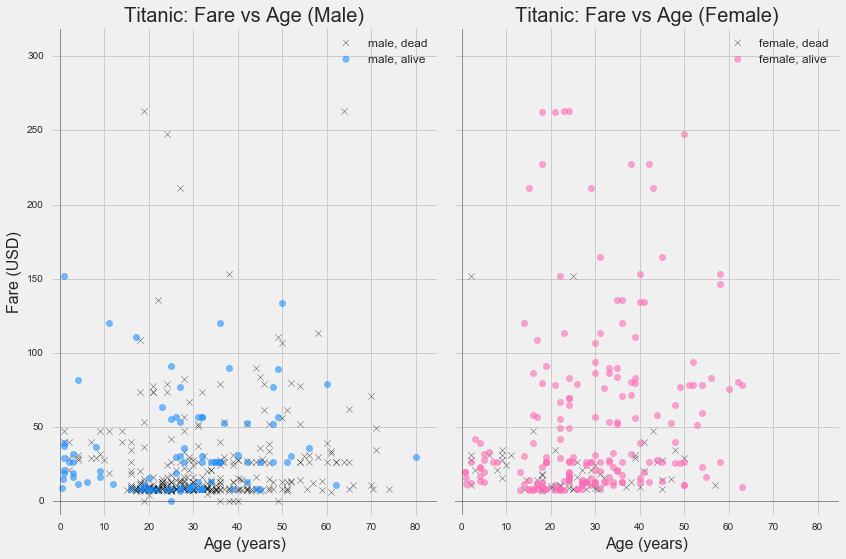 Titanic: Fare vs Age (Male)
Titanic: Fare vs Age (Female)
male, dead
male, alive
female, dead
female, alive
Fare (USD)
300
250
200
150
100
50
0
0 10 20 30 40 50 60 70 80
0 10 20 30 40 50 60 70 80
Age (years)
Age (years)